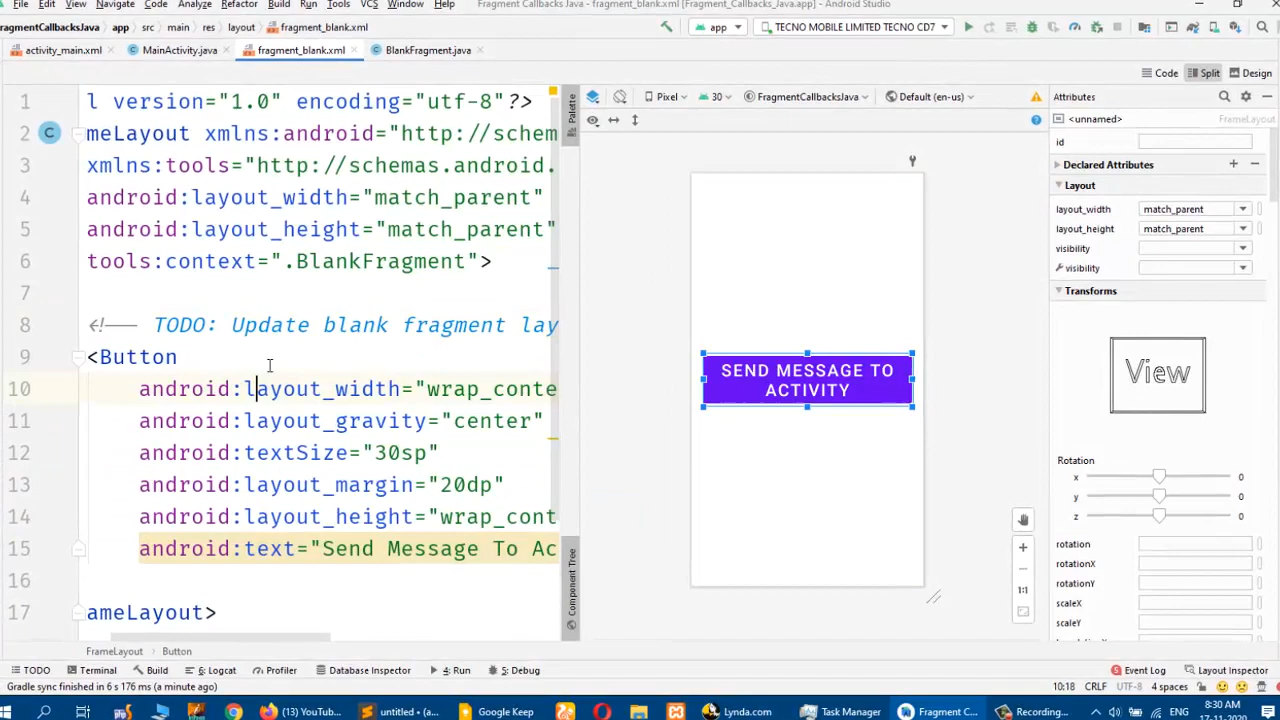 File Edit View Navigate Code Analyze Refactor Build Run Tools VCS Window Help Fragment Callbacks Java - fragment_blank.xml [Fragment_Callbacks_Java.app] - Android Studio
ragmentCallbacksJava app src main res layout fragment_blank.xml app TECNO MOBILE LIMITED TECNO CD7
activity_main.xml MainActivity.java fragment_blank.xml BlankFragment.java
Code Split Design
1 l version="1.0" encoding="utf-8"?>
2 meLayout xmlns:android="http://schem
3 xmlns:tools="http://schemas.android.
4 android:layout_width="match_parent"
5 android:layout_height="match_parent"
6 tools:context=".BlankFragment">
7
8 <!-- TODO: Update blank fragment lay
9 <Button
10 android:layout_width="wrap_conte
11 android:layout_gravity="center"
12 android:textSize="30sp"
13 android:layout_margin="20dp"
14 android:layout_height="wrap_cont
15 android:text="Send Message To Ac
16
17 ameLayout>
FrameLayout Button
Palette
Component Tree
Pixel 30 FragmentCallbacksJava Default (en-us)
SEND MESSAGE TO
ACTIVITY
1:1
Attributes
<unnamed> FrameLayout
id
Declared Attributes
Layout
layout_width match_parent
layout_height match_parent
visibility
visibility
Transforms
View
Rotation
x 0
y 0
z 0
rotation
rotationX
rotationY
scaleX
scaleY
TODO Terminal Build 6: Logcat Profiler Database Inspector 4: Run 5: Debug Event Log Layout Inspector
Gradle sync finished in 6 s 176 ms (a minute ago) 10:18 CRLF UTF-8 4 spaces
(13) YouTub... untitled • (a... Google Keep Lynda.com Task Manager Fragment C... Recording... ENG 8:30 AM 17-11-2020